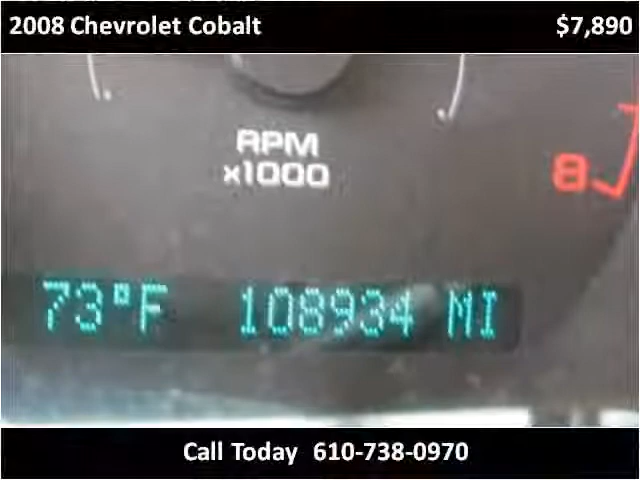 2008 Chevrolet Cobalt $7,890
RPM
x1000
8
73°F 108934 MI
Call Today 610-738-0970